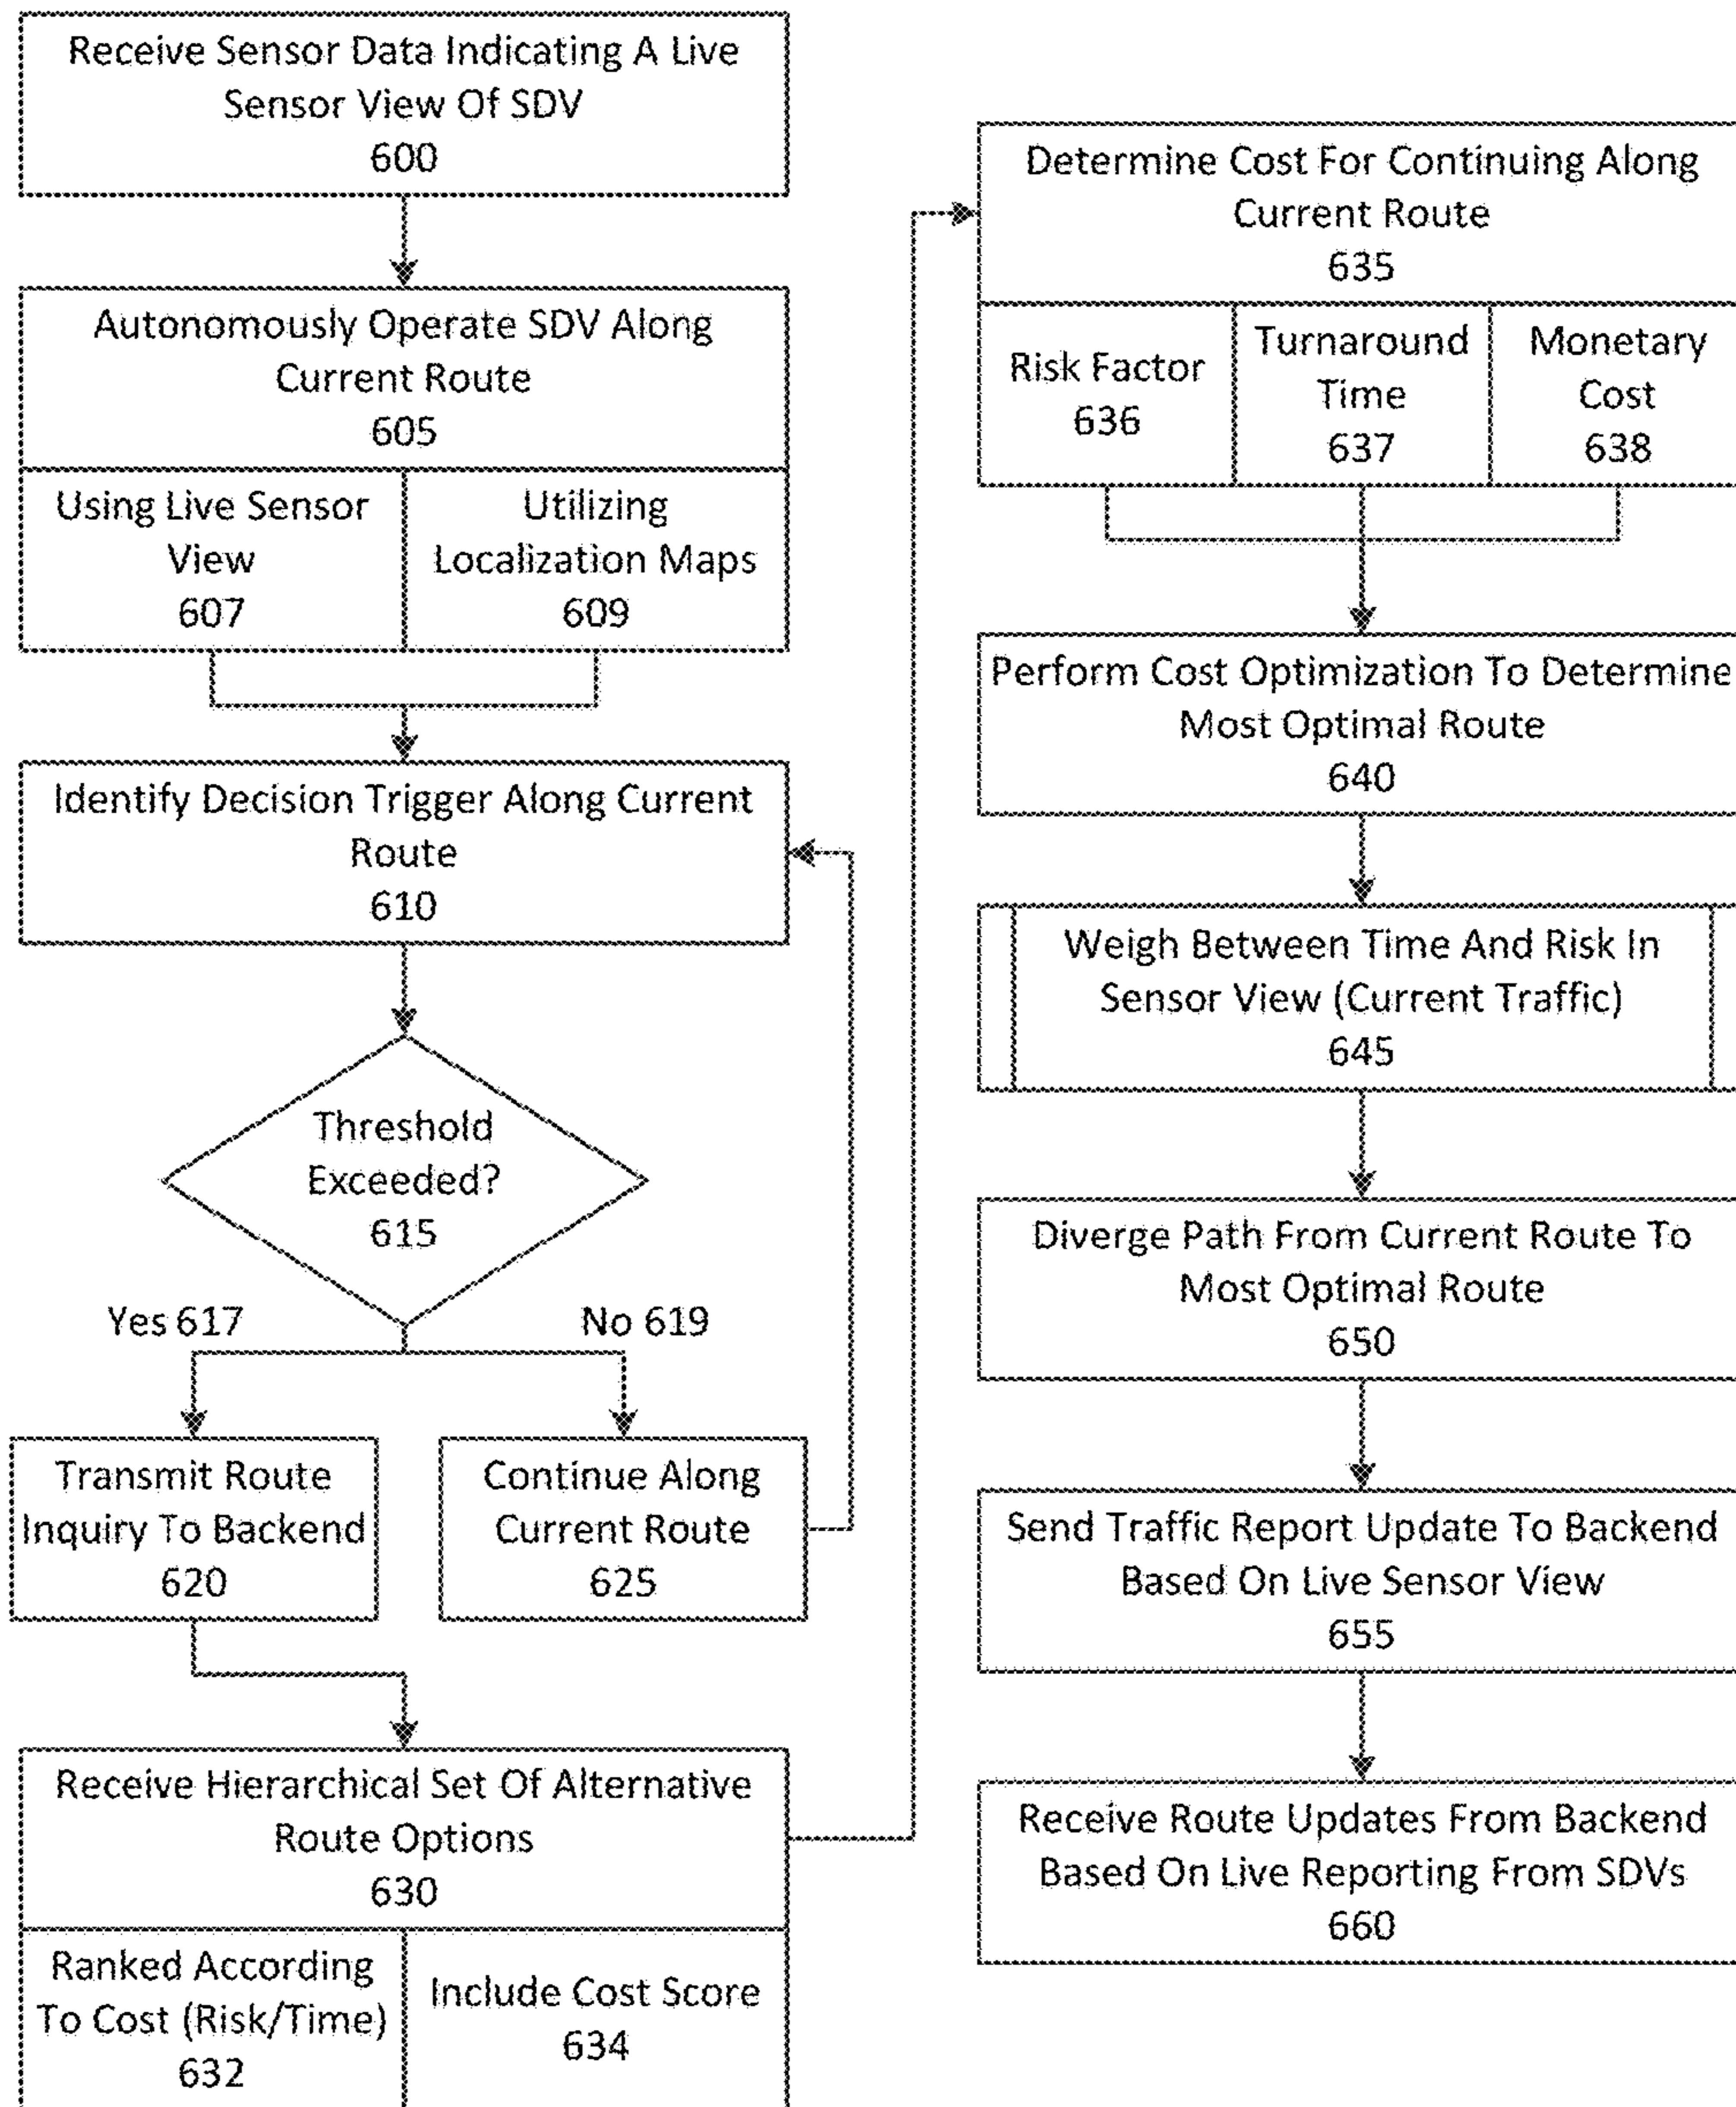 Receive Sensor Data Indicating A Live
Sensor View Of SDV
600
Autonomously Operate SDV Along
Current Route
605
Using Live Sensor
View
607
Utilizing
Localization Maps
609
Identify Decision Trigger Along Current
Route
610
Threshold
Exceeded?
615
Yes 617
No 619
Transmit Route
Inquiry To Backend
620
Continue Along
Current Route
625
Receive Hierarchical Set Of Alternative
Route Options
630
Ranked According
To Cost (Risk/Time)
632
Include Cost Score
634
Determine Cost For Continuing Along
Current Route
635
Risk Factor
636
Turnaround
Time
637
Monetary
Cost
638
Perform Cost Optimization To Determine
Most Optimal Route
640
Weigh Between Time And Risk In
Sensor View (Current Traffic)
645
Diverge Path From Current Route To
Most Optimal Route
650
Send Traffic Report Update To Backend
Based On Live Sensor View
655
Receive Route Updates From Backend
Based On Live Reporting From SDVs
660